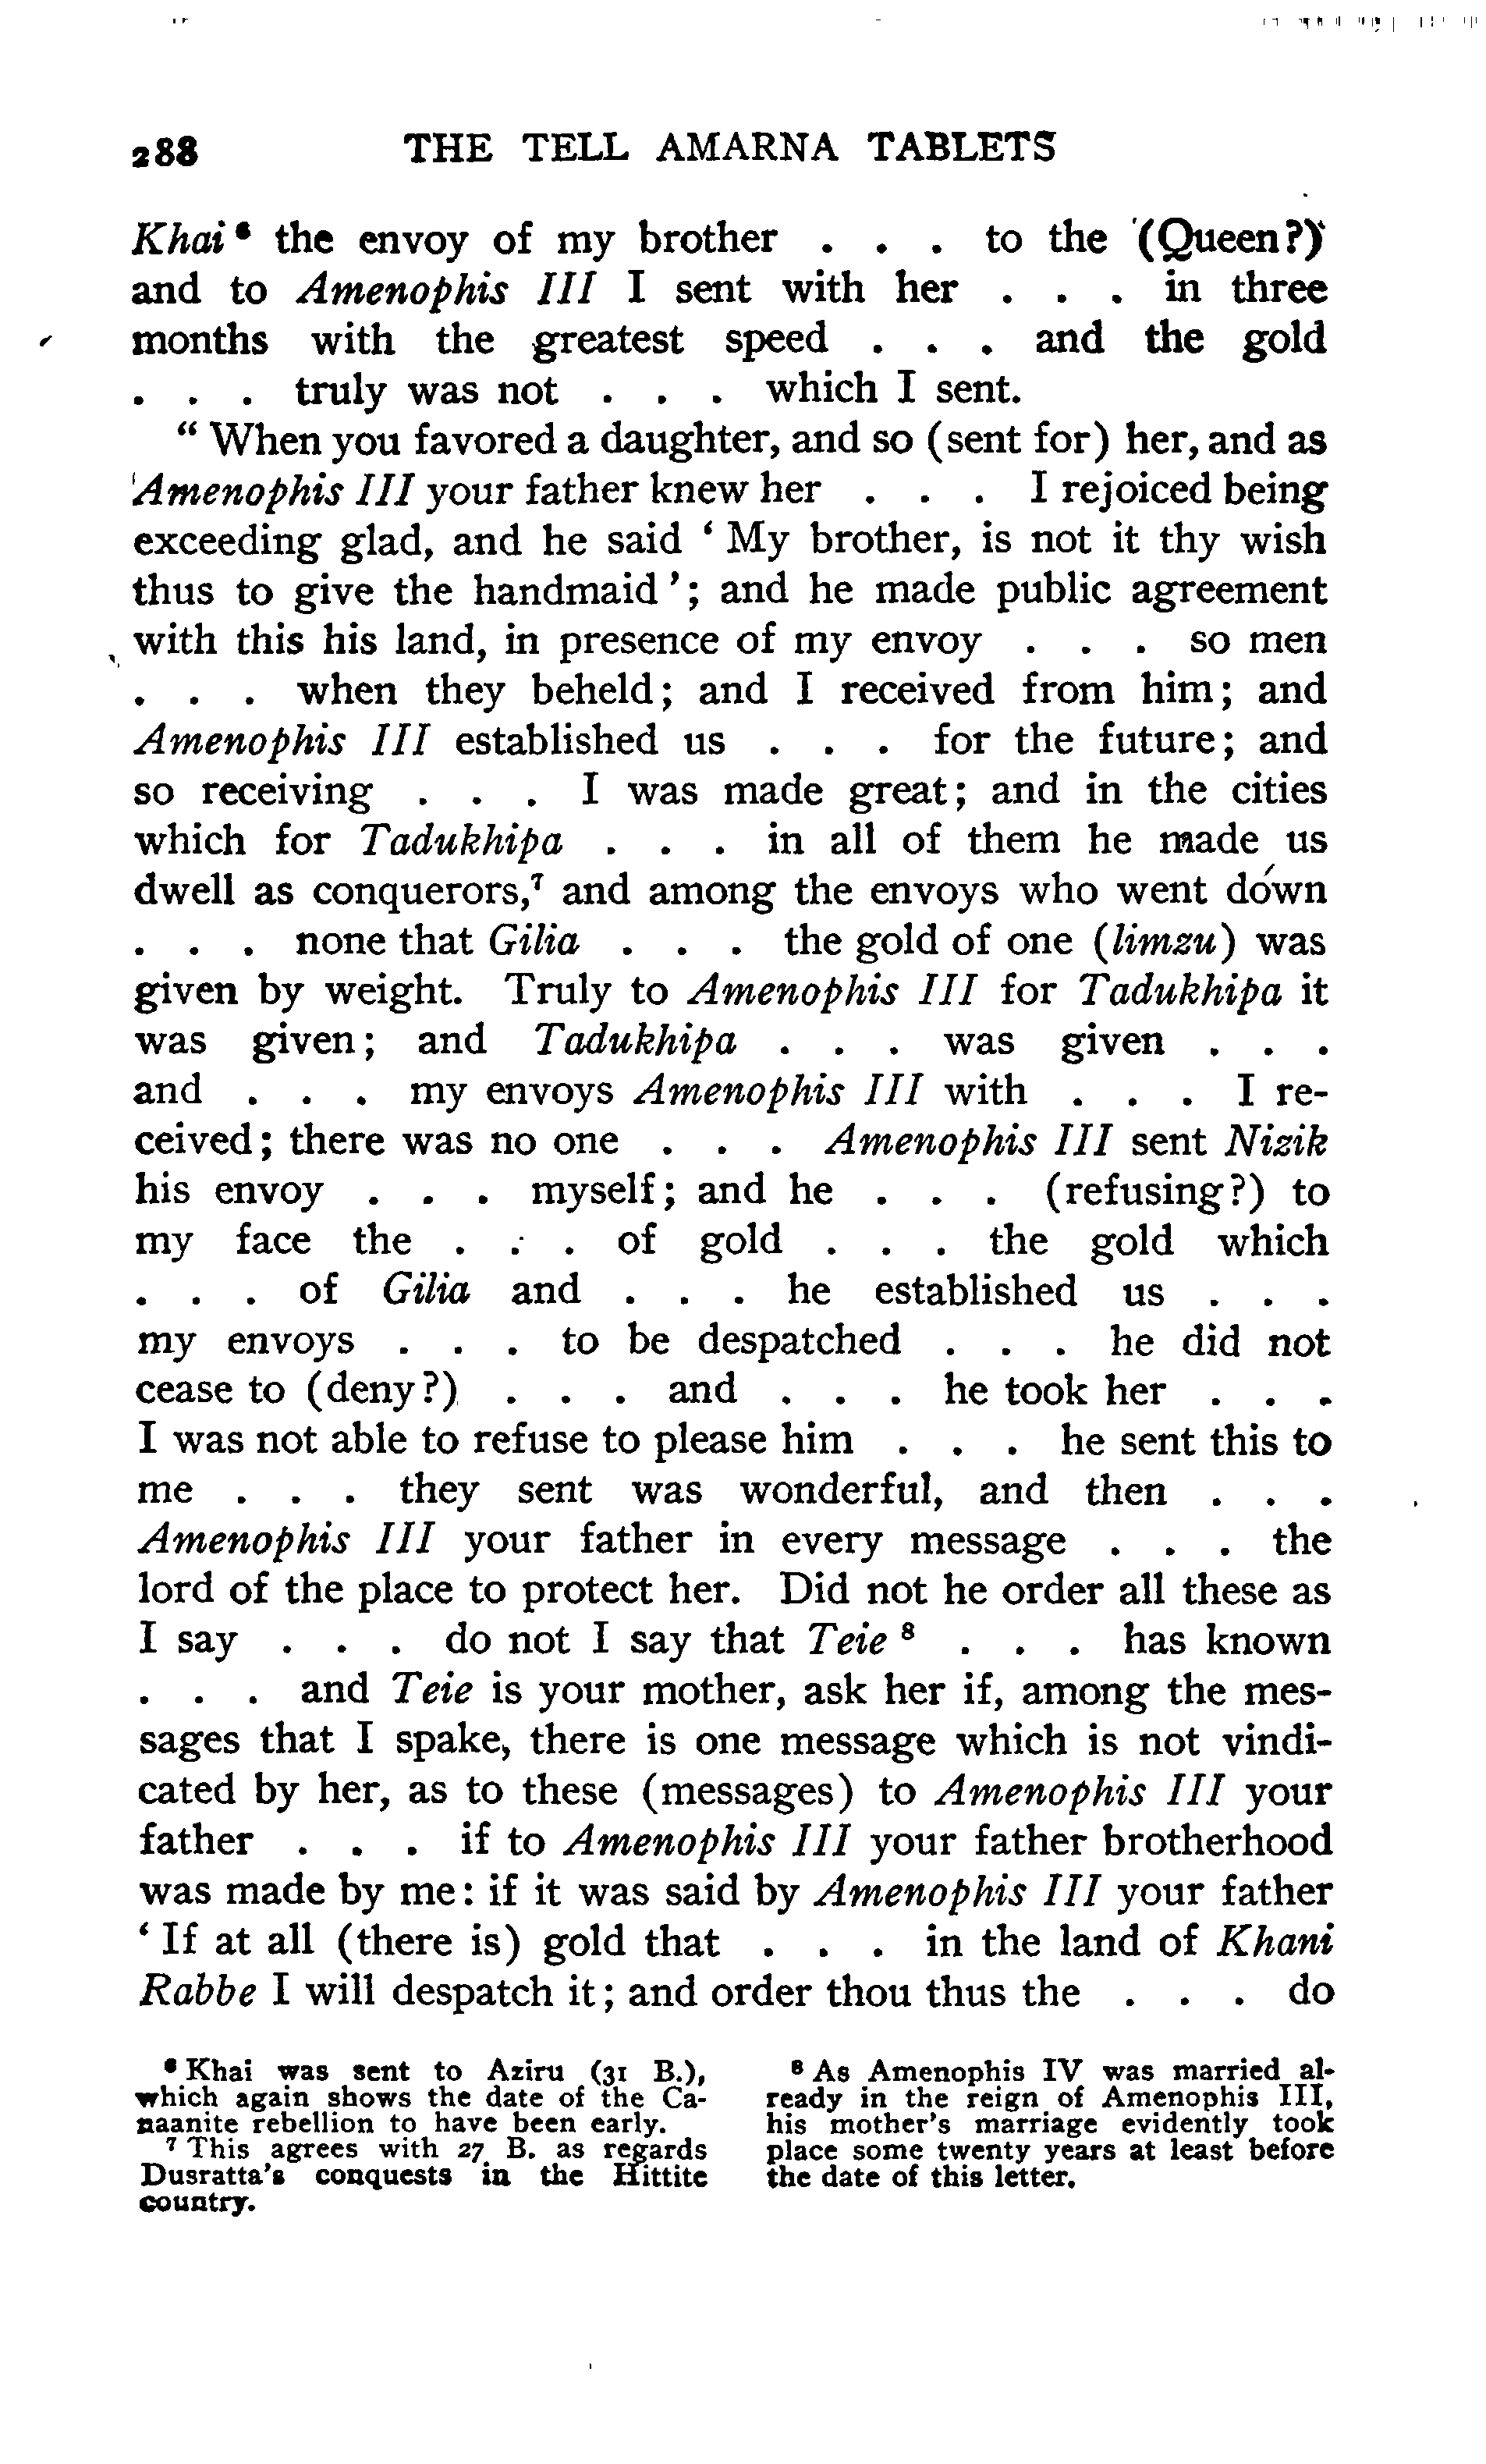 288 THE TELL AMARNA TABLETS
Khai⁶ the envoy of my brother . . . to the (Queen?)
and to Amenophis III I sent with her . . . in three
months with the greatest speed . . . and the gold
. . . truly was not . . . which I sent.
“ When you favored a daughter, and so (sent for) her, and as
Amenophis III your father knew her . . . I rejoiced being
exceeding glad, and he said ‘ My brother, is not it thy wish
thus to give the handmaid ’; and he made public agreement
with this his land, in presence of my envoy . . . so men
. . . when they beheld; and I received from him; and
Amenophis III established us . . . for the future; and
so receiving . . . I was made great; and in the cities
which for Tadukhipa . . . in all of them he made us
dwell as conquerors,⁷ and among the envoys who went down
. . . none that Gilia . . . the gold of one (limzu) was
given by weight. Truly to Amenophis III for Tadukhipa it
was given; and Tadukhipa . . . was given . . .
and . . . my envoys Amenophis III with . . . I re-
ceived; there was no one . . . Amenophis III sent Nizik
his envoy . . . myself; and he . . . (refusing?) to
my face the . . . of gold . . . the gold which
. . . of Gilia and . . . he established us . . .
my envoys . . . to be despatched . . . he did not
cease to (deny?) . . . and . . . he took her . . .
I was not able to refuse to please him . . . he sent this to
me . . . they sent was wonderful, and then . . .
Amenophis III your father in every message . . . the
lord of the place to protect her. Did not he order all these as
I say . . . do not I say that Teie⁸ . . . has known
. . . and Teie is your mother, ask her if, among the mes-
sages that I spake, there is one message which is not vindi-
cated by her, as to these (messages) to Amenophis III your
father . . . if to Amenophis III your father brotherhood
was made by me: if it was said by Amenophis III your father
‘ If at all (there is) gold that . . . in the land of Khani
Rabbe I will despatch it; and order thou thus the . . . do
⁶ Khai was sent to Aziru (31 B.),
which again shows the date of the Ca-
naanite rebellion to have been early.
⁷ This agrees with 27 B. as regards
Dusratta’s conquests in the Hittite
country.
⁸ As Amenophis IV was married al-
ready in the reign of Amenophis III,
his mother’s marriage evidently took
place some twenty years at least before
the date of this letter.